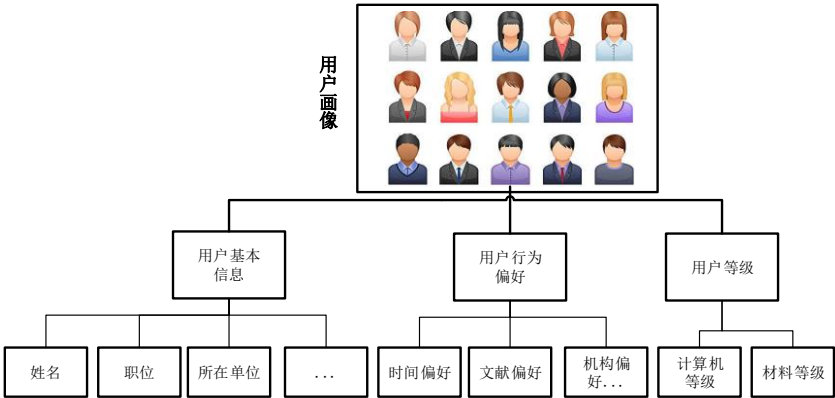 用户画像
用户基本
信息
用户行为
偏好
用户等级
姓名
职位
所在单位
...
时间偏好
文献偏好
机构偏
好...
计算机
等级
材料等级